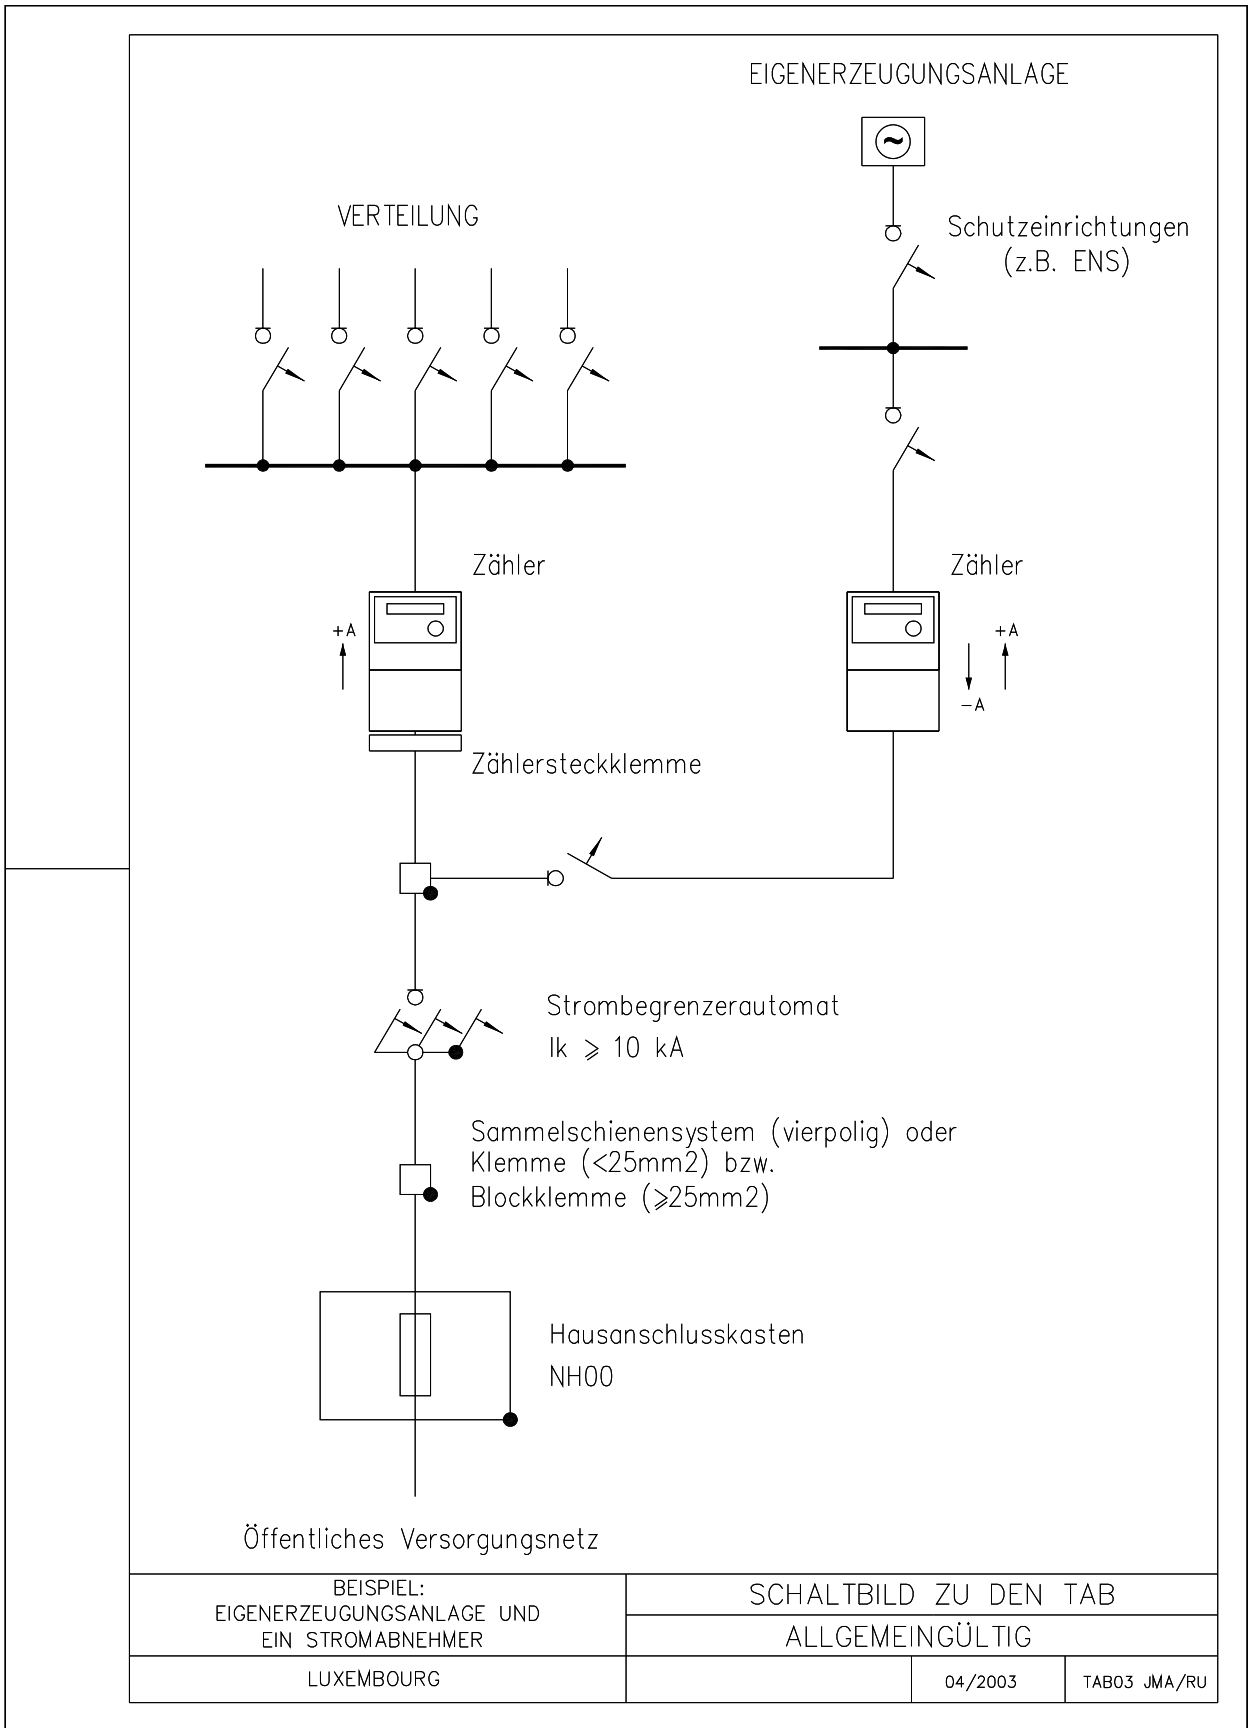 EIGENERZEUGUNGSANLAGE
VERTEILUNG
Schutzeinrichtungen
(z.B. ENS)
Zähler
Zähler
+A
+A
-A
Zählersteckklemme
Strombegrenzerautomat
Ik ⩾ 10 kA
Sammelschienensystem (vierpolig) oder
Klemme (<25mm2) bzw.
Blockklemme (⩾25mm2)
Hausanschlusskasten
NH00
Öffentliches Versorgungsnetz
BEISPIEL:
EIGENERZEUGUNGSANLAGE UND
EIN STROMABNEHMER
SCHALTBILD ZU DEN TAB
ALLGEMEINGÜLTIG
LUXEMBOURG
04/2003
TAB03 JMA/RU